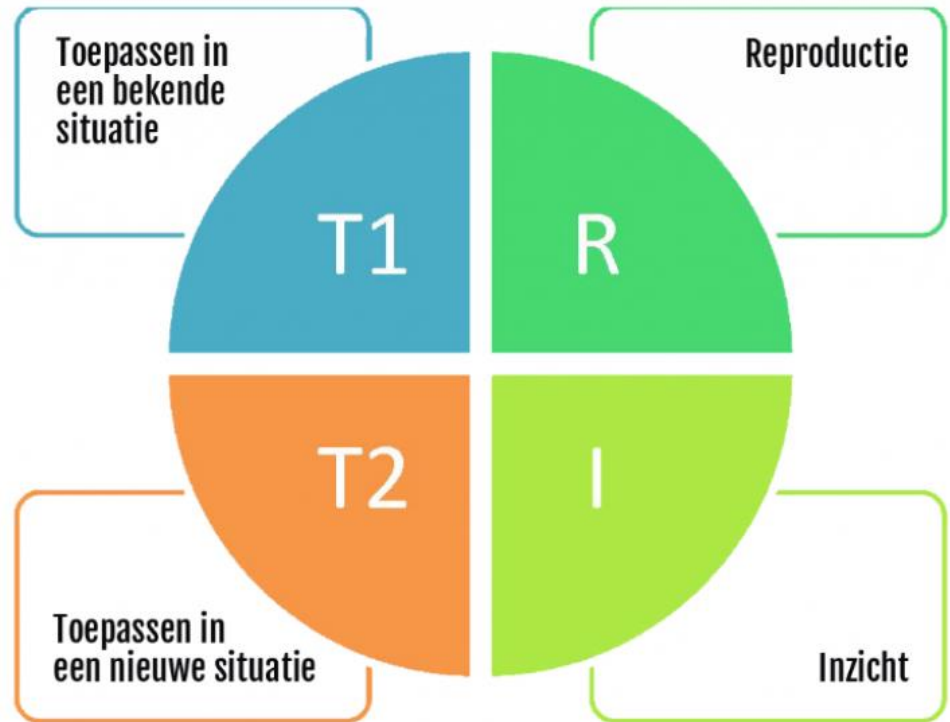 Toepassen in
een bekende
situatie
Reproductie
T1
R
T2
I
Toepassen in
een nieuwe situatie
Inzicht